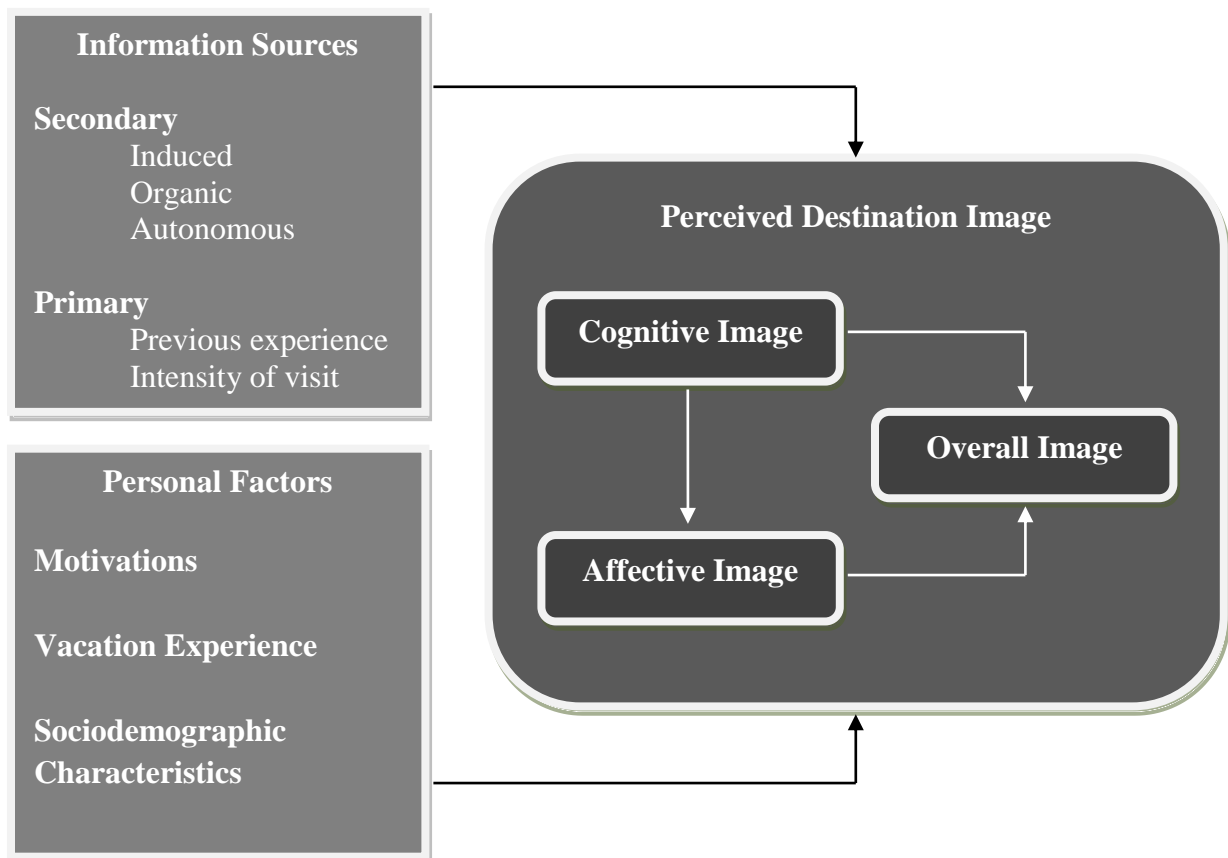 Information Sources
Secondary
Induced
Organic
Autonomous
Primary
Previous experience
Intensity of visit
Personal Factors
Motivations
Vacation Experience
Sociodemographic
Characteristics
Perceived Destination Image
Cognitive Image
Overall Image
Affective Image